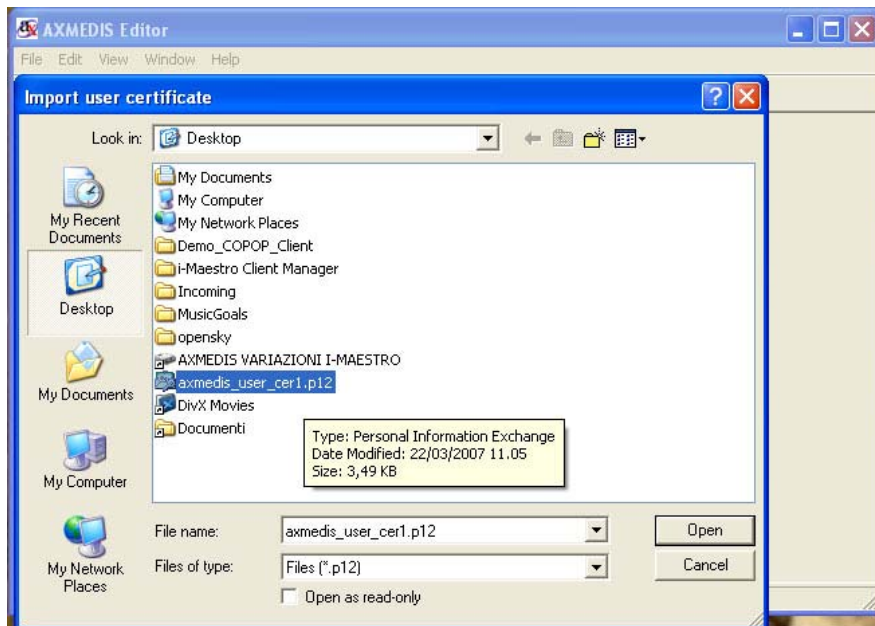 AXMEDIS Editor
File Edit View Window Help
Import user certificate
Look in: Desktop
My Recent
Documents
Desktop
My Documents
My Computer
My Network
Places
My Documents
My Computer
My Network Places
Demo_COPOP_Client
i-Maestro Client Manager
Incoming
MusicGoals
opensky
AXMEDIS VARIAZIONI I-MAESTRO
axmedis_user_cer1.p12
DivX Movies
Documenti
Type: Personal Information Exchange
Date Modified: 22/03/2007 11.05
Size: 3,49 KB
File name: axmedis_user_cer1.p12 Open
Files of type: Files (*.p12) Cancel
Open as read-only